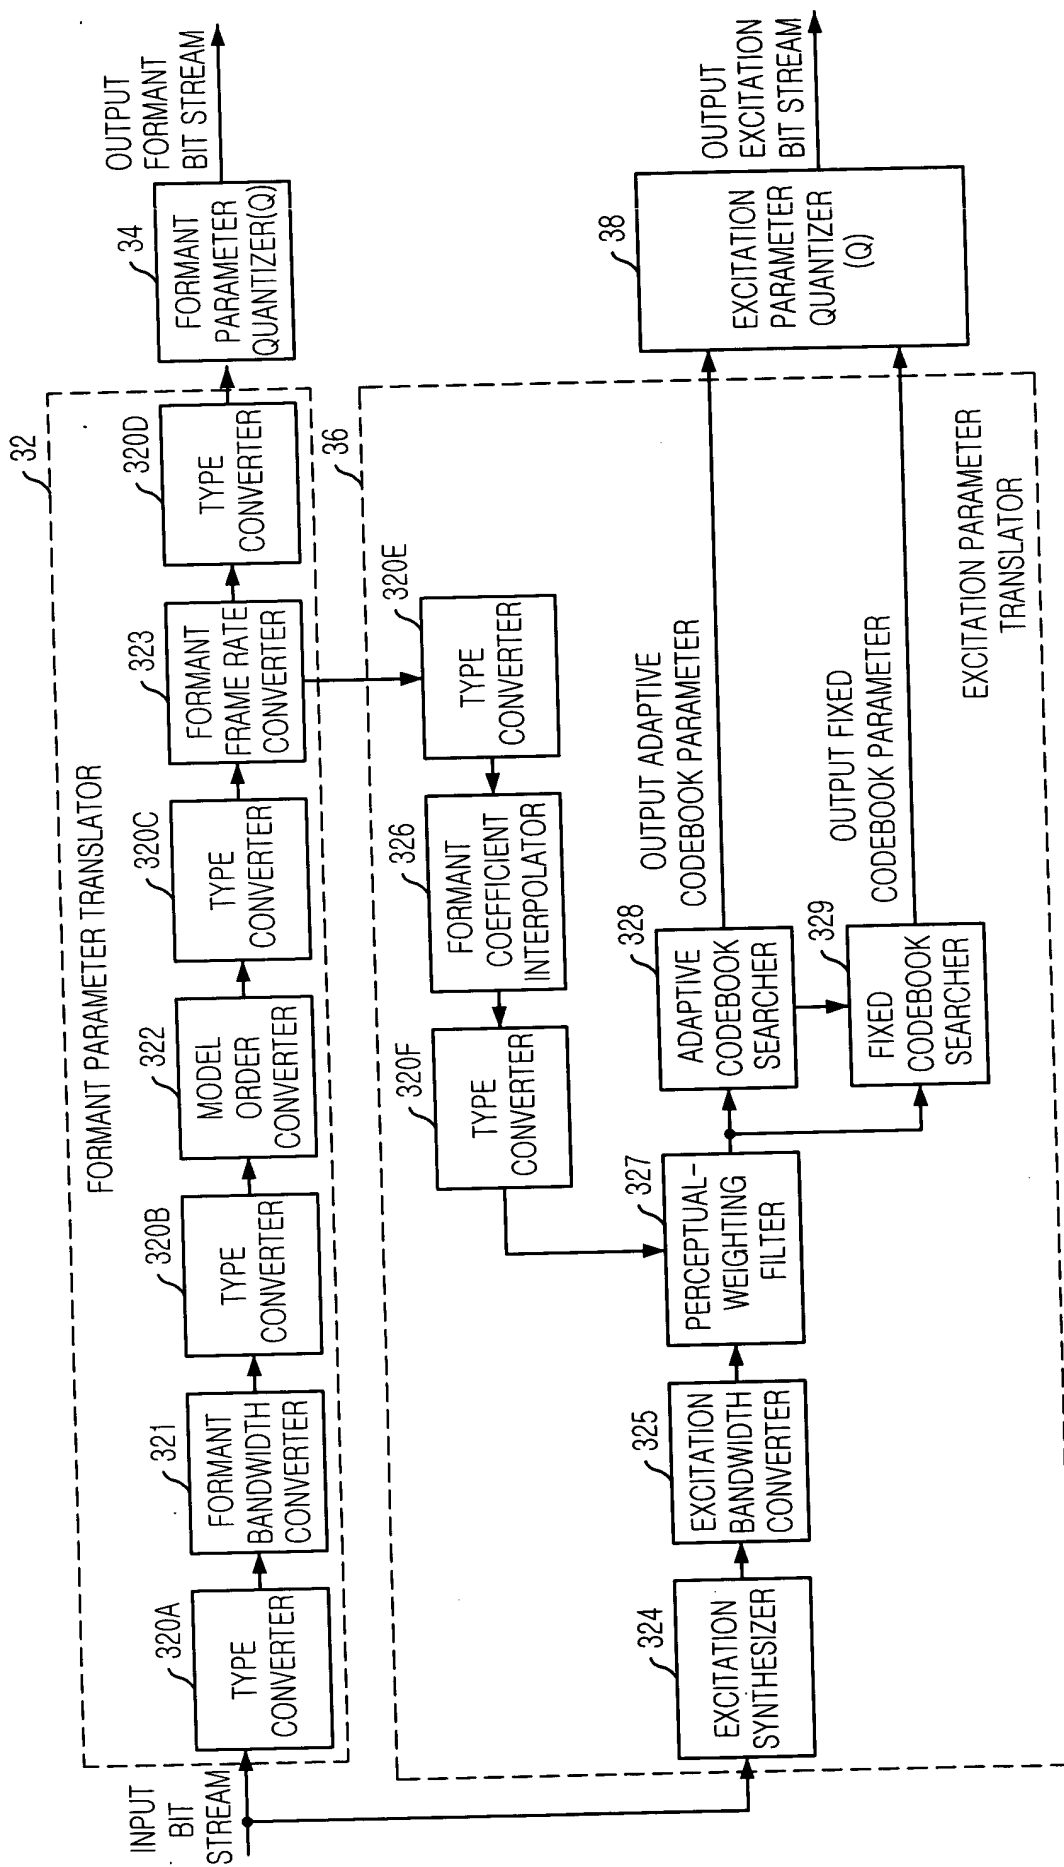 INPUT
BIT
STREAM
FORMANT PARAMETER TRANSLATOR
32
320A
TYPE
CONVERTER
321
FORMANT
BANDWIDTH
CONVERTER
320B
TYPE
CONVERTER
322
MODEL
ORDER
CONVERTER
320C
TYPE
CONVERTER
323
FORMANT
FRAME RATE
CONVERTER
320D
TYPE
CONVERTER
34
FORMANT
PARAMETER
QUANTIZER(Q)
OUTPUT
FORMANT
BIT STREAM
36
320E
TYPE
CONVERTER
326
FORMANT
COEFFICIENT
INTERPOLATOR
320F
TYPE
CONVERTER
324
EXCITATION
SYNTHESIZER
325
EXCITATION
BANDWIDTH
CONVERTER
327
PERCEPTUAL-
WEIGHTING
FILTER
328
ADAPTIVE
CODEBOOK
SEARCHER
329
FIXED
CODEBOOK
SEARCHER
OUTPUT ADAPTIVE
CODEBOOK PARAMETER
OUTPUT FIXED
CODEBOOK PARAMETER
EXCITATION PARAMETER
TRANSLATOR
38
EXCITATION
PARAMETER
QUANTIZER
(Q)
OUTPUT
EXCITATION
BIT STREAM